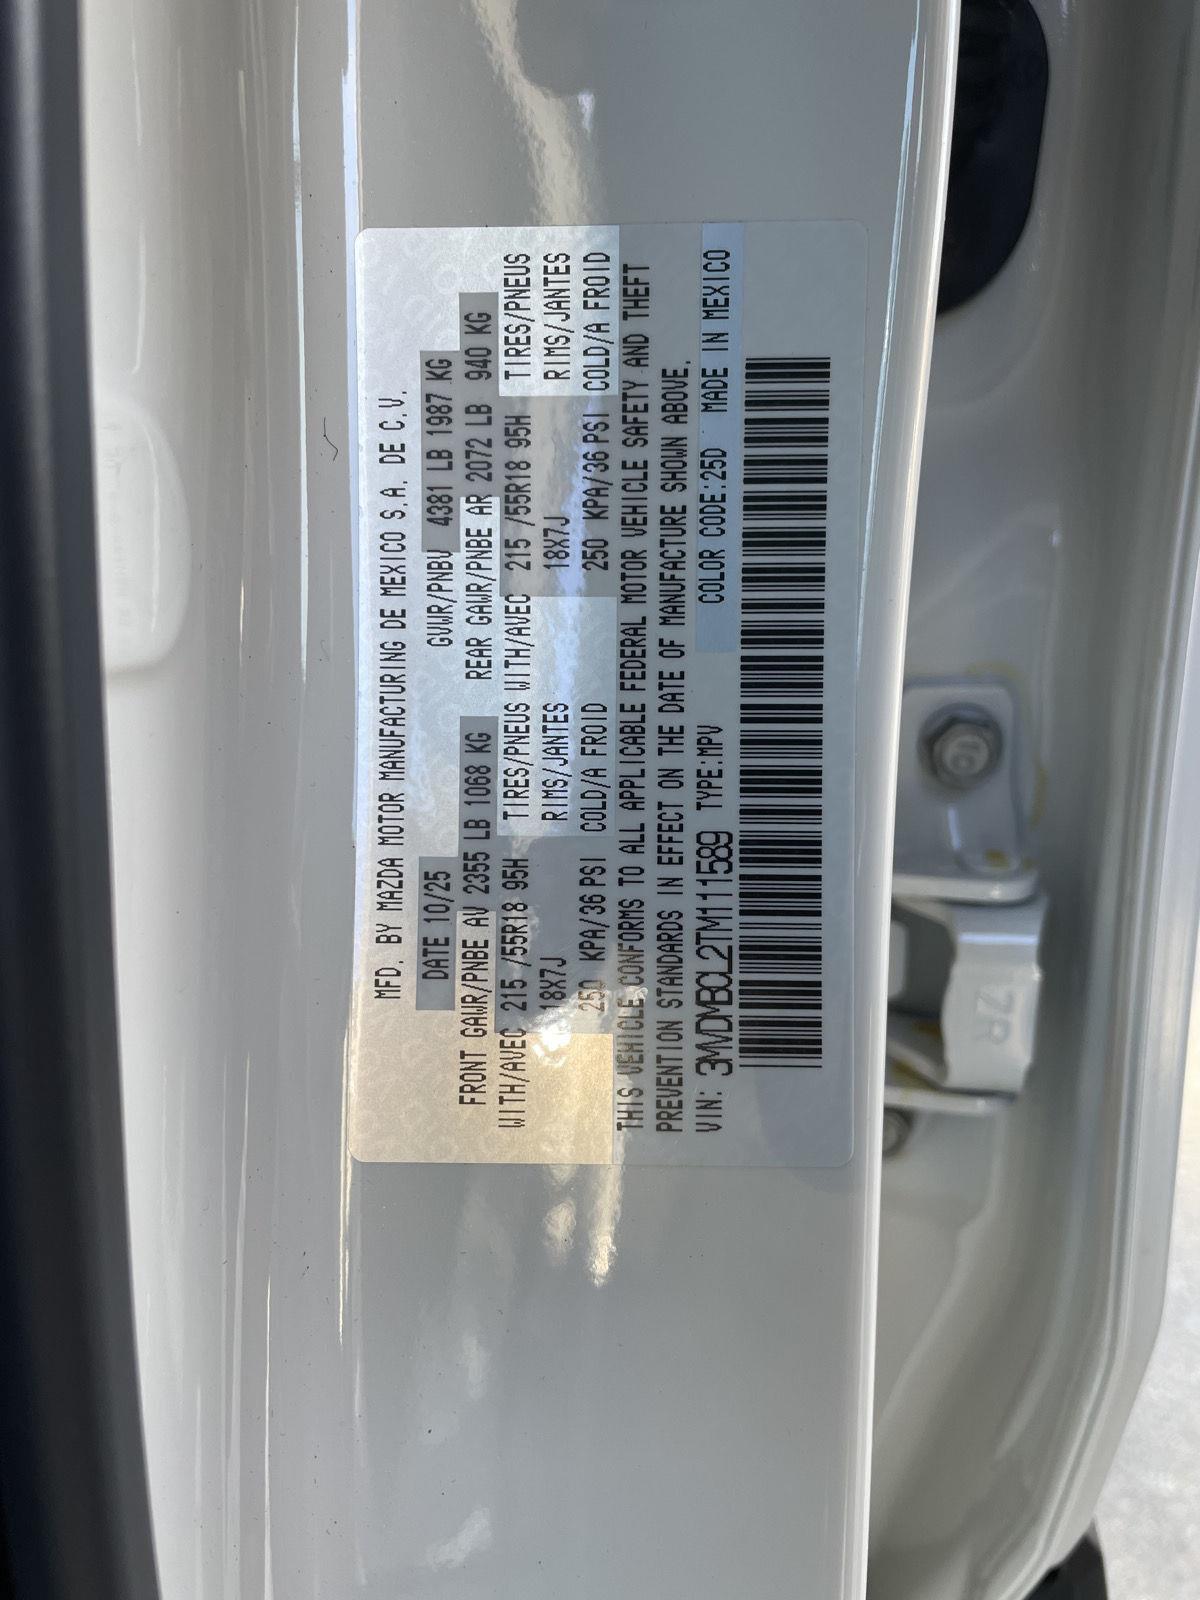 MFD. BY MAZDA MOTOR MANUFACTURING DE MEXICO S.A. DE C.V.
DATE 10/25 GVWR/PNBV 4381 LB 1987 KG
FRONT GAWR/PNBE AV 2355 LB 1068 KG REAR GAWR/PNBE AR 2072 LB 940 KG
WITH/AVEC 215 /55R18 95H TIRES/PNEUS WITH/AVEC 215 /55R18 95H TIRES/PNEUS
18X7J RIMS/JANTES 18X7J RIMS/JANTES
250 KPA/36 PSI COLD/A FROID 250 KPA/36 PSI COLD/A FROID
THIS VEHICLE CONFORMS TO ALL APPLICABLE FEDERAL MOTOR VEHICLE SAFETY AND THEFT
PREVENTION STANDARDS IN EFFECT ON THE DATE OF MANUFACTURE SHOWN ABOVE.
VIN: 3MVDMBCL2TM111589 TYPE:MPV COLOR CODE:25D MADE IN MEXICO
ZR